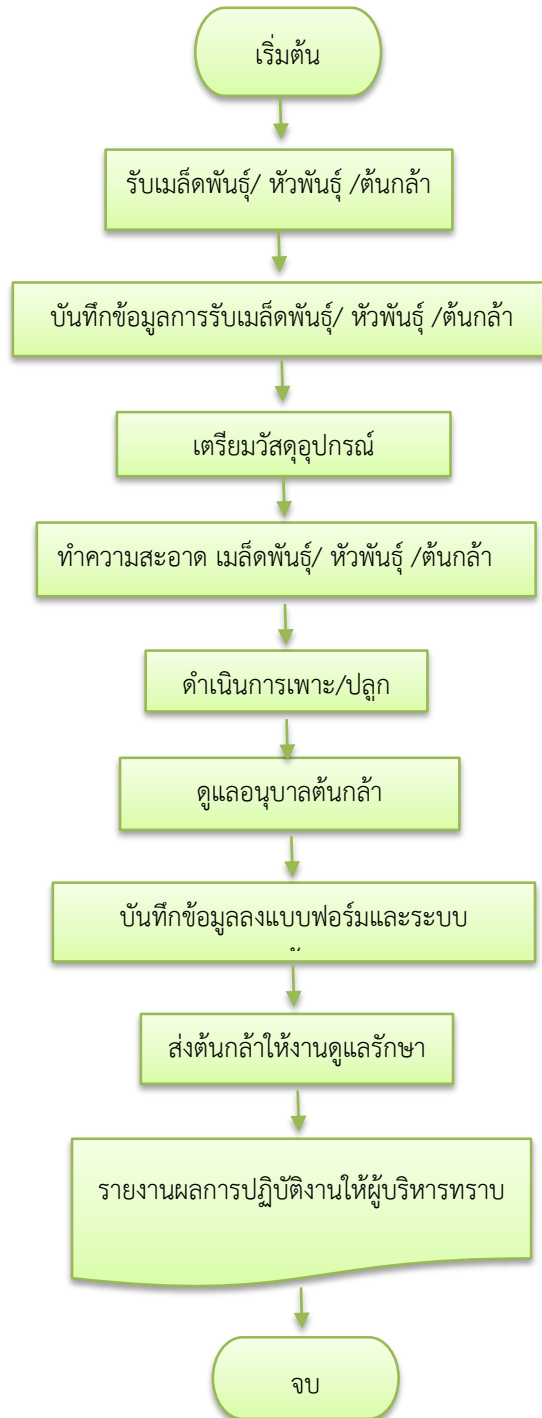 เริ่มต้น
รับเมล็ดพันธุ์/ หัวพันธุ์ /ต้นกล้า
บันทึกข้อมูลการรับเมล็ดพันธุ์/ หัวพันธุ์ /ต้นกล้า
เตรียมวัสดุอุปกรณ์
ทำความสะอาด เมล็ดพันธุ์/ หัวพันธุ์ /ต้นกล้า
ดำเนินการเพาะ/ปลูก
ดูแลอนุบาลต้นกล้า
บันทึกข้อมูลลงแบบฟอร์มและระบบ
ส่งต้นกล้าให้งานดูแลรักษา
รายงานผลการปฏิบัติงานให้ผู้บริหารทราบ
จบ